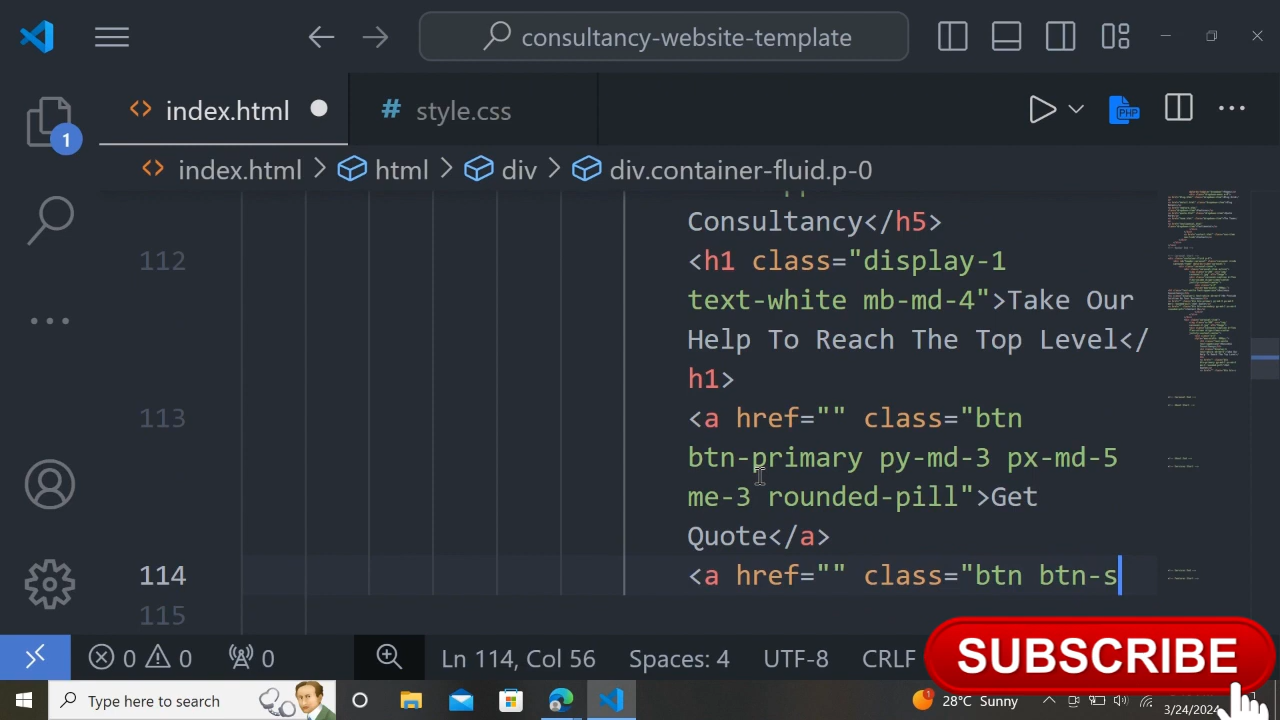 consultancy-website-template
index.html
style.css
PHP
1
index.html > html > div > div.container-fluid.p-0
Consultancy</h5>
112 <h1 class="display-1
text-white mb-md-4">Take Our
Help To Reach The Top Level</
h1>
113 <a href="" class="btn
btn-primary py-md-3 px-md-5
me-3 rounded-pill">Get
Quote</a>
114 <a href="" class="btn btn-s
115
0 0 0 Ln 114, Col 56 Spaces: 4 UTF-8 CRLF
SUBSCRIBE
Type here to search
1
28°C Sunny
3/24/2024